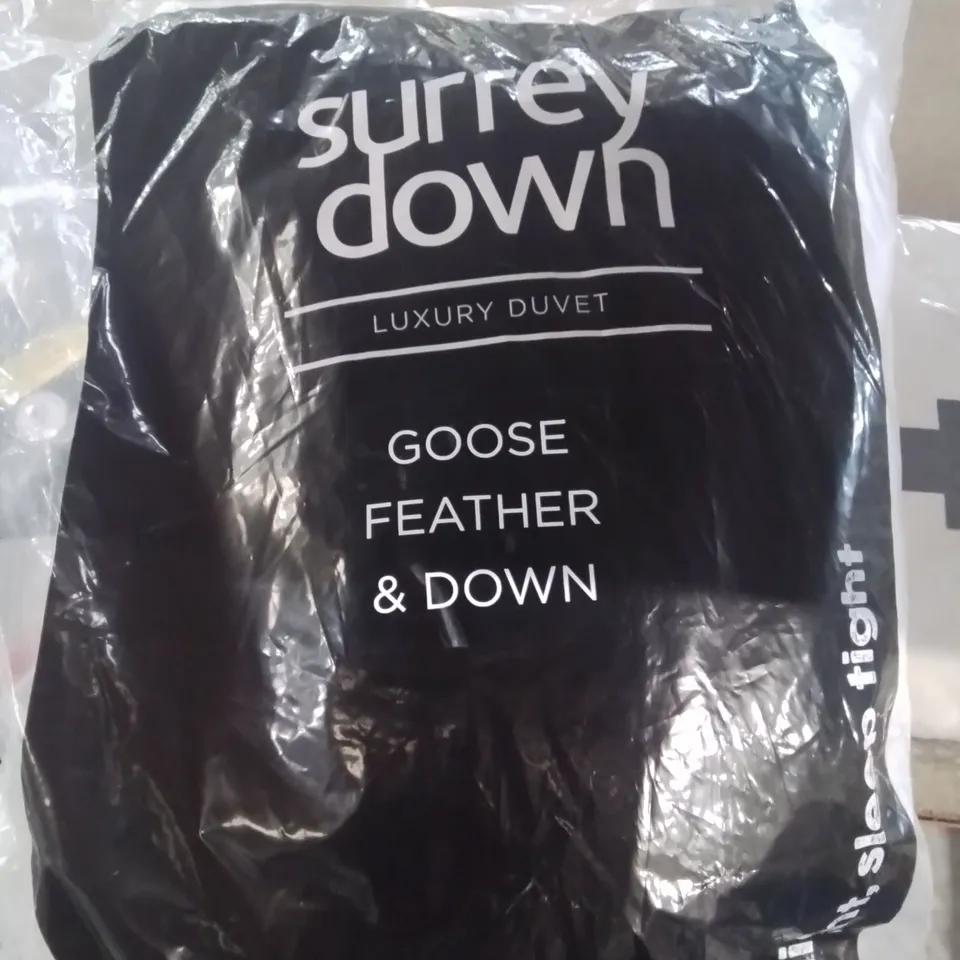 surrey
down
LUXURY DUVET
GOOSE
FEATHER
& DOWN
sleep tight